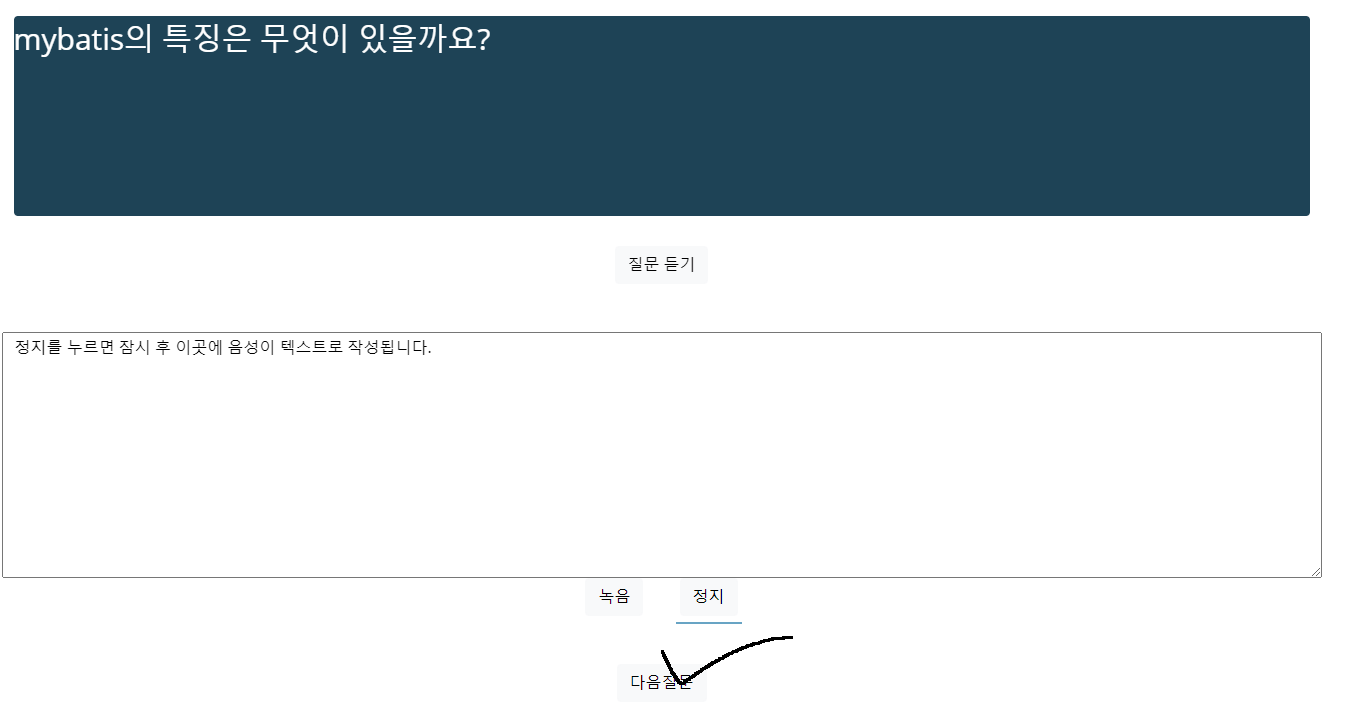 mybatis의 특징은 무엇이 있을까요?
질문 듣기
정지를 누르면 잠시 후 이곳에 음성이 텍스트로 작성됩니다.
녹음 정지
다음질문